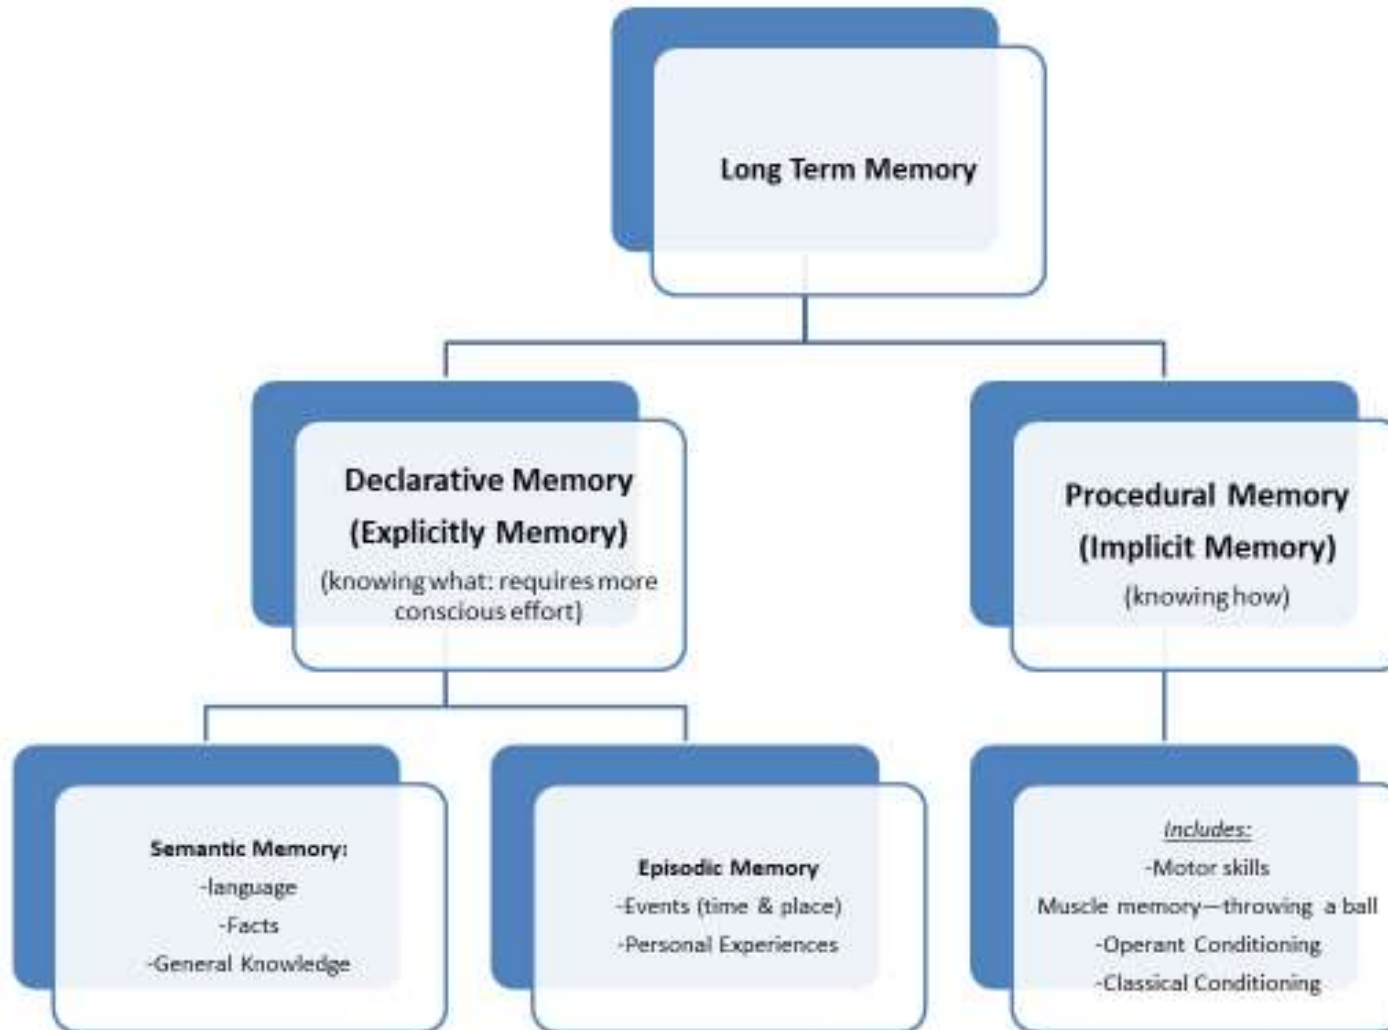 Long Term Memory
Declarative Memory
(Explicitly Memory)
(knowing what: requires more
conscious effort)
Procedural Memory
(Implicit Memory)
(knowing how)
Semantic Memory:
-language
-Facts
-General Knowledge
Episodic Memory
-Events (time & place)
-Personal Experiences
Includes:
-Motor skills
Muscle memory—throwing a ball
-Operant Conditioning
-Classical Conditioning